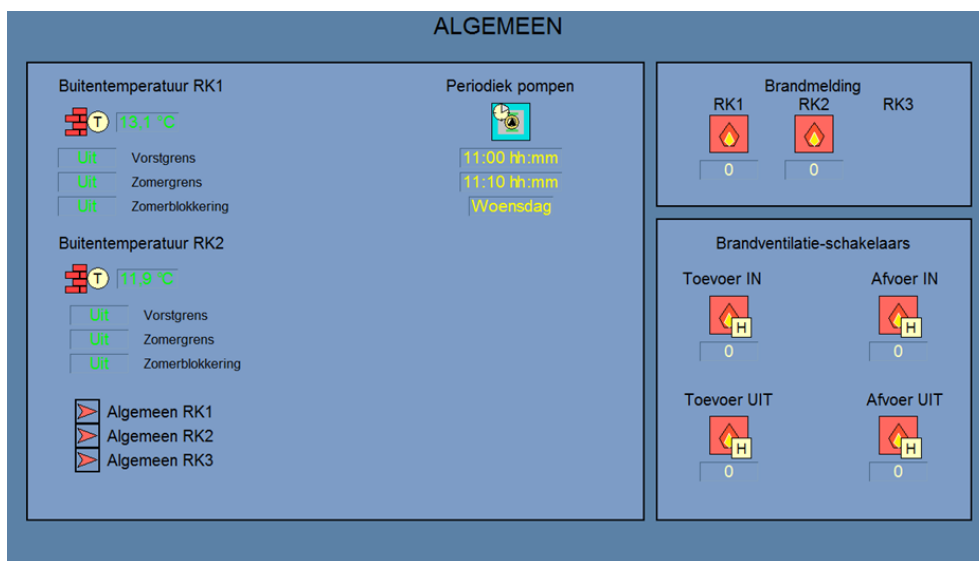 ALGEMEEN
Buitentemperatuur RK1
T 13,1 °C
Uit Vorstgrens
Uit Zomergrens
Uit Zomerblokkering
Periodiek pompen
11:00 hh:mm
11:10 hh:mm
Woensdag
Buitentemperatuur RK2
T 11,9 °C
Uit Vorstgrens
Uit Zomergrens
Uit Zomerblokkering
Algemeen RK1
Algemeen RK2
Algemeen RK3
Brandmelding
RK1 RK2 RK3
0 0
Brandventilatie-schakelaars
Toevoer IN Afvoer IN
H H
0 0
Toevoer UIT Afvoer UIT
H H
0 0